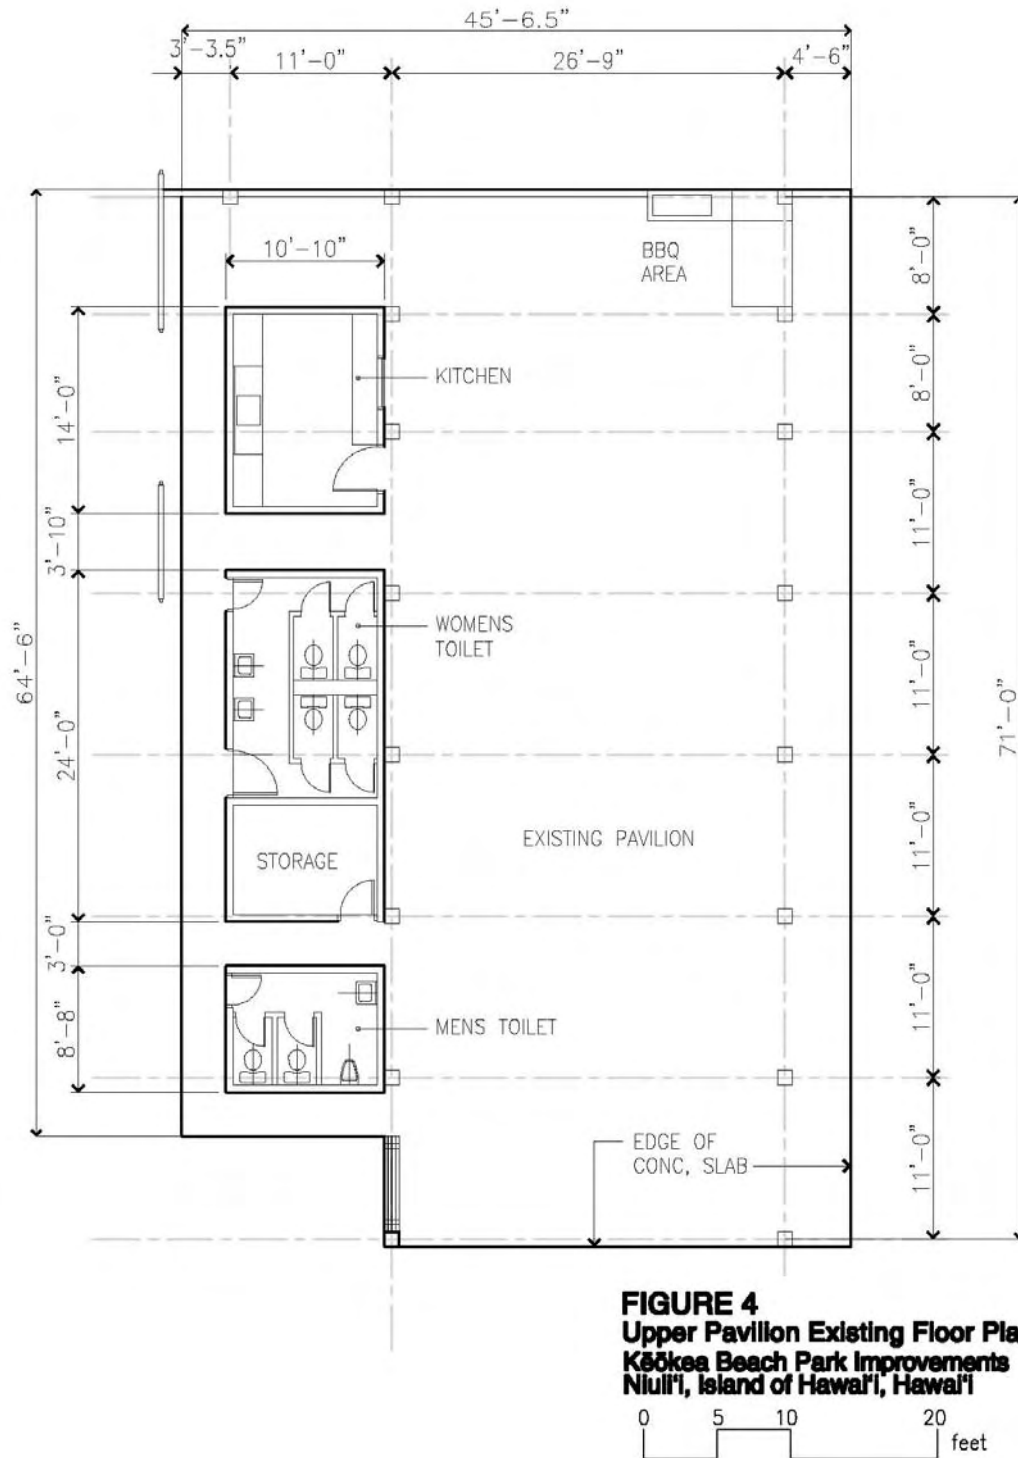 45'-6.5"
3'-3.5"
11'-0"
26'-9"
4'-6"
10'-10"
BBQ
AREA
8'-0"
KITCHEN
8'-0"
14'-0"
11'-0"
3'-10"
WOMENS
TOILET
64'-6"
11'-0"
71'-0"
24'-0"
EXISTING PAVILION
11'-0"
STORAGE
3'-0"
11'-0"
8'-8"
MENS TOILET
EDGE OF
CONC, SLAB
11'-0"
FIGURE 4
Upper Pavilion Existing Floor Pla
Kēōkea Beach Park Improvements
Niuli'i, Island of Hawai'i, Hawai'i
0 5 10 20
feet